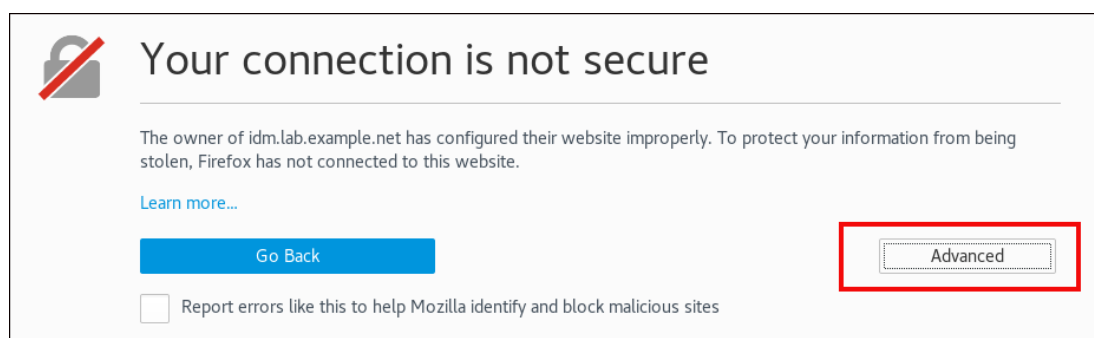 Your connection is not secure
The owner of idm.lab.example.net has configured their website improperly. To protect your information from being
stolen, Firefox has not connected to this website.
Learn more...
Go Back
Advanced
Report errors like this to help Mozilla identify and block malicious sites